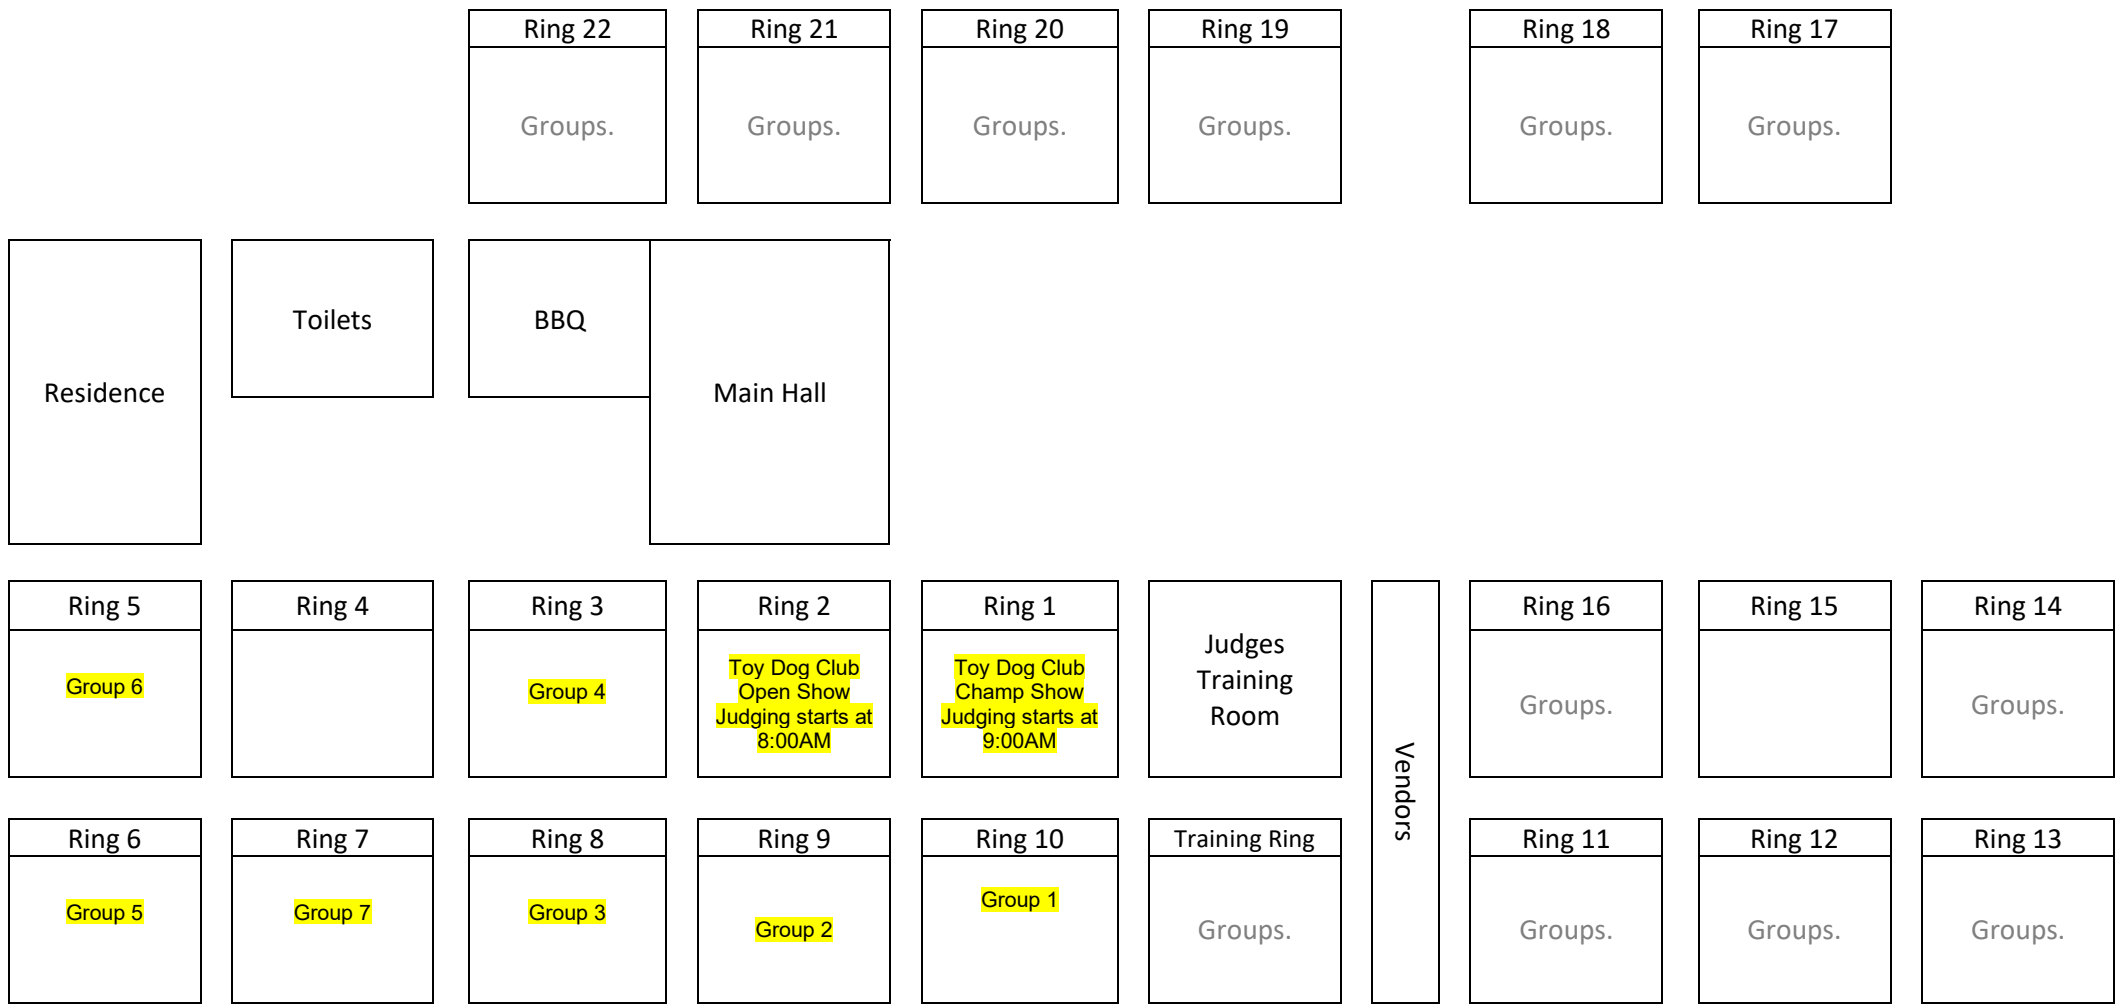 Ring 22
Ring 21
Ring 20
Ring 19
Ring 18
Ring 17
Groups.
Groups.
Groups.
Groups.
Groups.
Groups.
Residence
Toilets
BBQ
Main Hall
Ring 5
Group 6
Ring 4
Ring 3
Group 4
Ring 2
Toy Dog Club
Open Show
Judging starts at
8:00AM
Ring 1
Toy Dog Club
Champ Show
Judging starts at
9:00AM
Judges
Training
Room
Vendors
Ring 16
Groups.
Ring 15
Ring 14
Groups.
Ring 6
Group 5
Ring 7
Group 7
Ring 8
Group 3
Ring 9
Group 2
Ring 10
Group 1
Training Ring
Groups.
Ring 11
Groups.
Ring 12
Groups.
Ring 13
Groups.